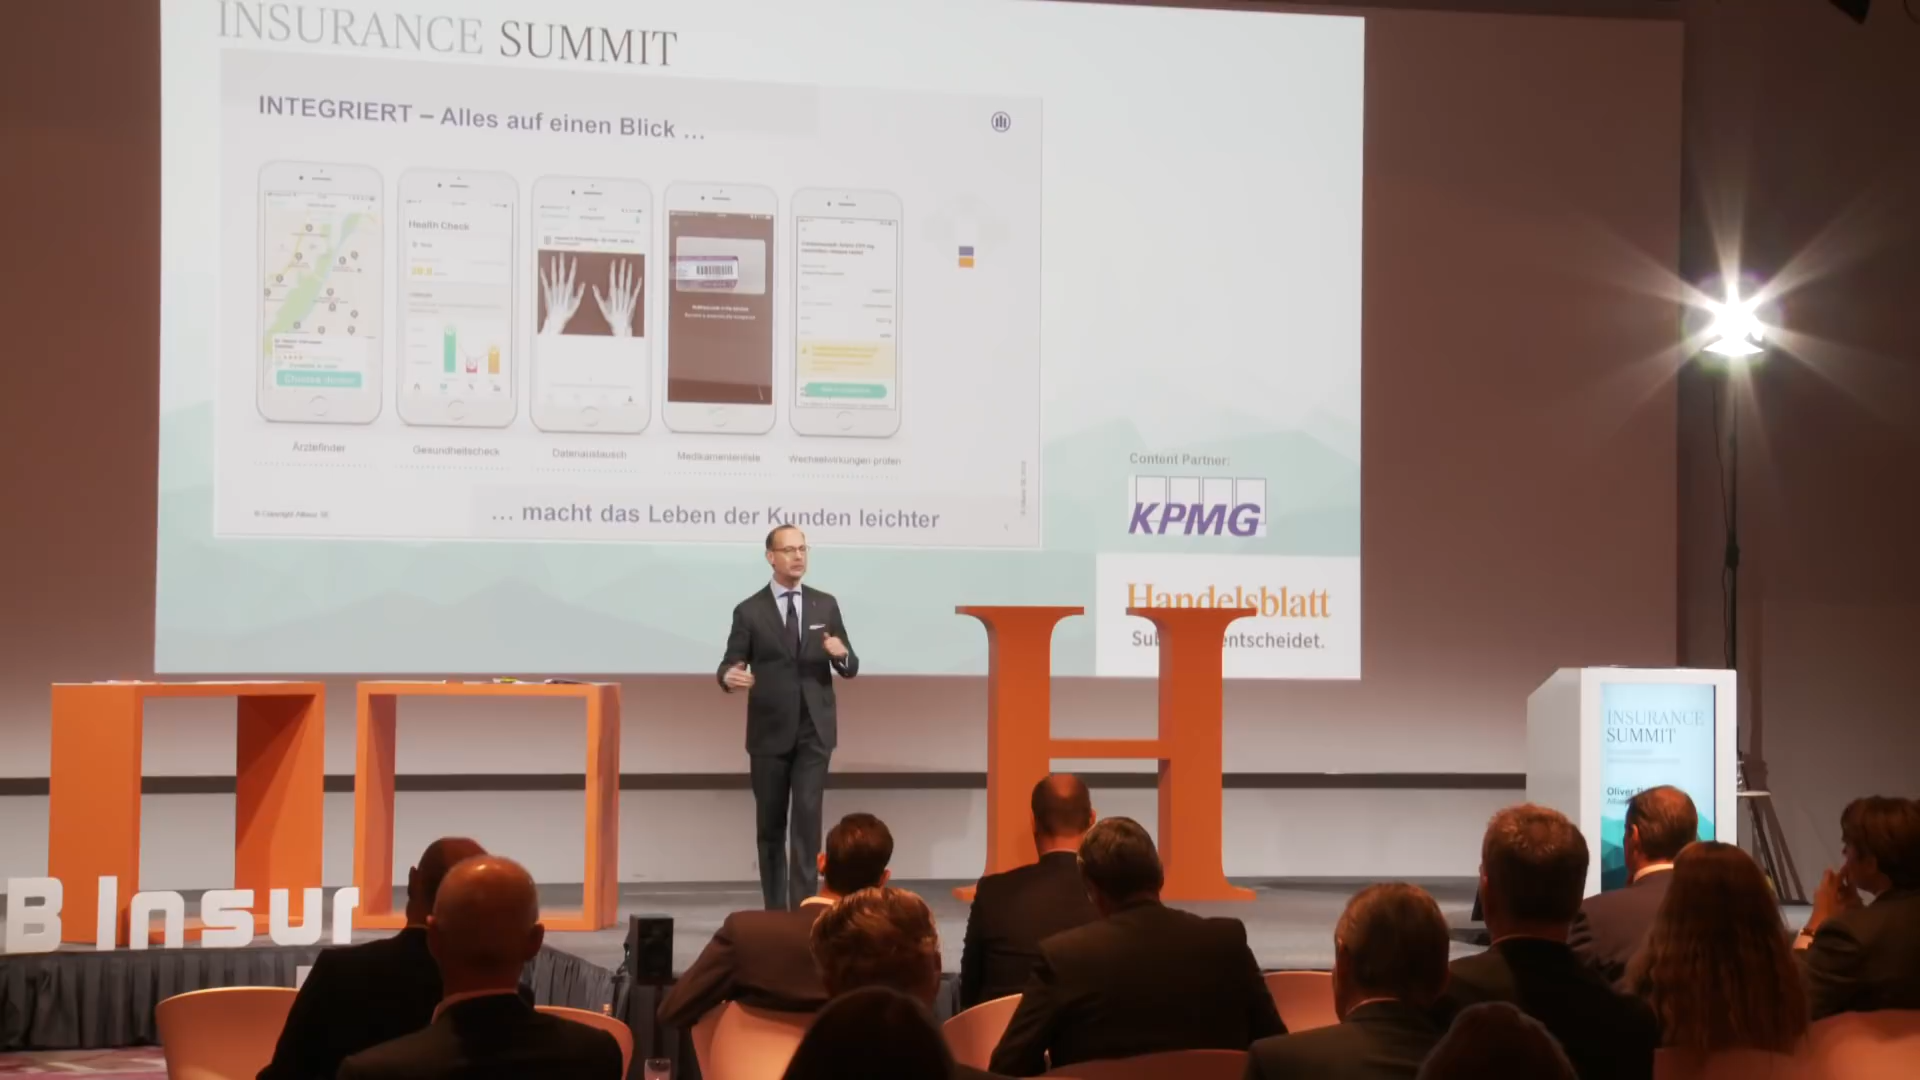 INSURANCE SUMMIT
INTEGRIERT – Alles auf einen Blick ...
Health Check
Ärztefinder
Gesundheitscheck
Datenaustausch
Medikamentenliste
Wechselwirkungen prüfen
... macht das Leben der Kunden leichter
Content Partner:
KPMG
Handelsblatt
entscheidet.
INSURANCE
SUMMIT
Oliver
B Insur